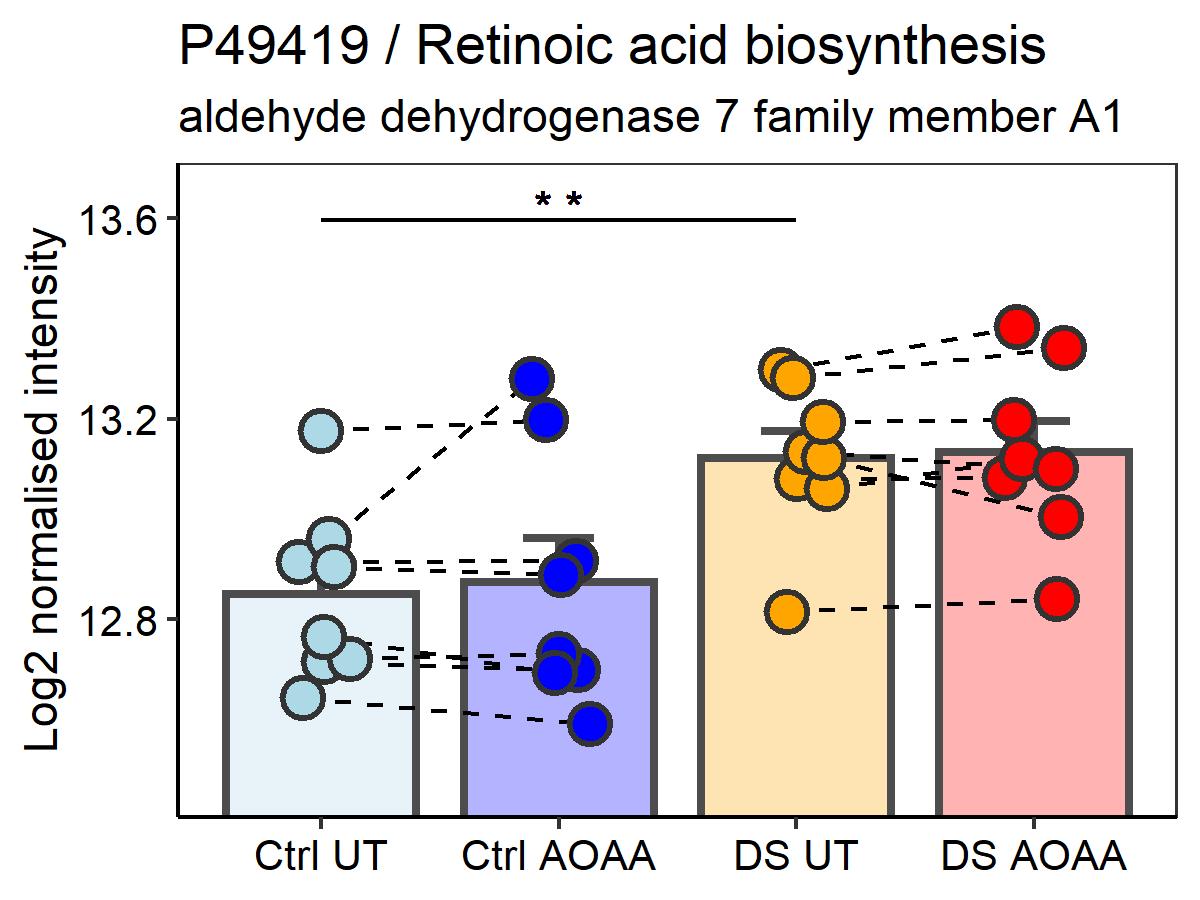 P49419 / Retinoic acid biosynthesis
aldehyde dehydrogenase 7 family member A1
Log2 normalised intensity
13.6
13.2
12.8
* *
Ctrl UT
Ctrl AOAA
DS UT
DS AOAA